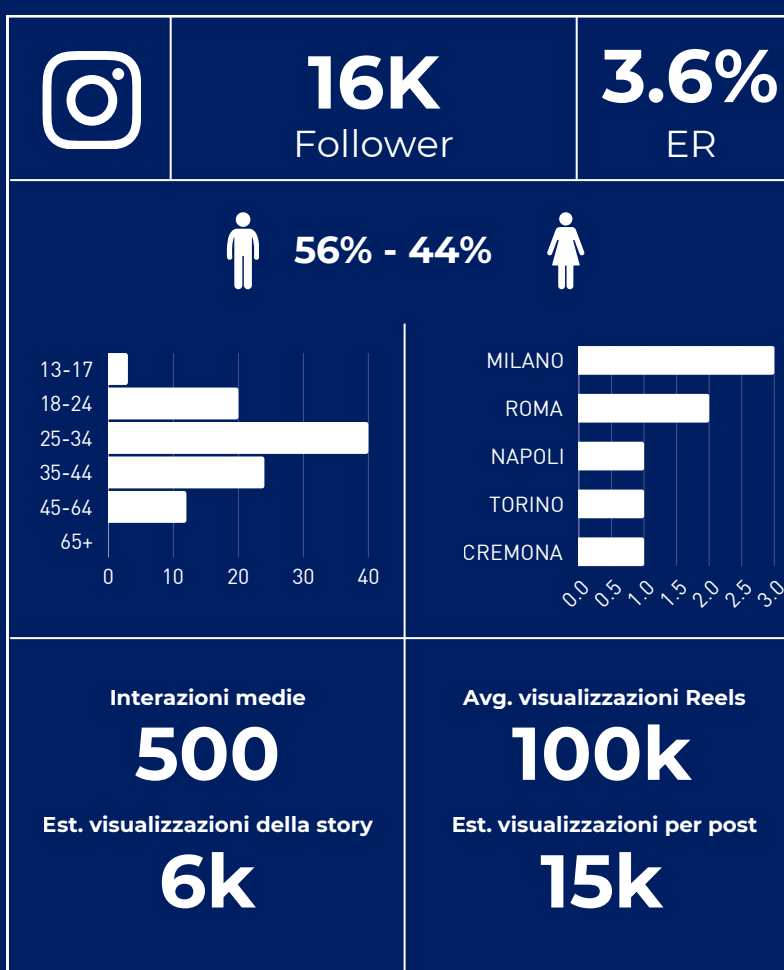 16K
Follower
3.6%
ER
56% - 44%
13-17
18-24
25-34
35-44
45-64
65+
0 10 20 30 40
MILANO
ROMA
NAPOLI
TORINO
CREMONA
0.0 0.5 1.0 1.5 2.0 2.5 3.0
Interazioni medie
500
Est. visualizzazioni della story
6k
Avg. visualizzazioni Reels
100k
Est. visualizzazioni per post
15k